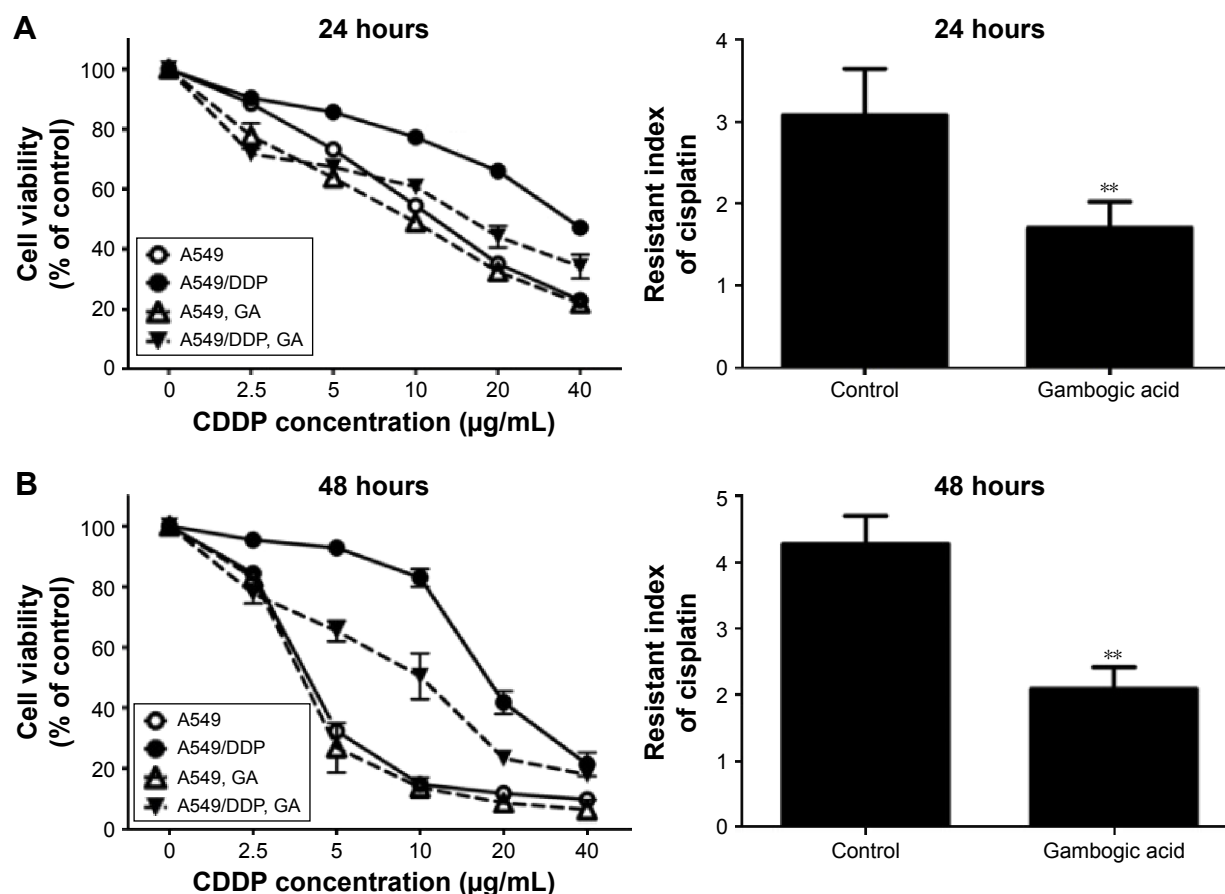 A
24 hours
Cell viability
(% of control)
100
80
60
40
20
0
A549
A549/DDP
A549, GA
A549/DDP, GA
0 2.5 5 10 20 40
CDDP concentration (µg/mL)
24 hours
Resistant index
of cisplatin
4
3
2
1
0
**
Control Gambogic acid
B
48 hours
Cell viability
(% of control)
100
80
60
40
20
0
A549
A549/DDP
A549, GA
A549/DDP, GA
0 2.5 5 10 20 40
CDDP concentration (µg/mL)
48 hours
Resistant index
of cisplatin
5
4
3
2
1
0
**
Control Gambogic acid